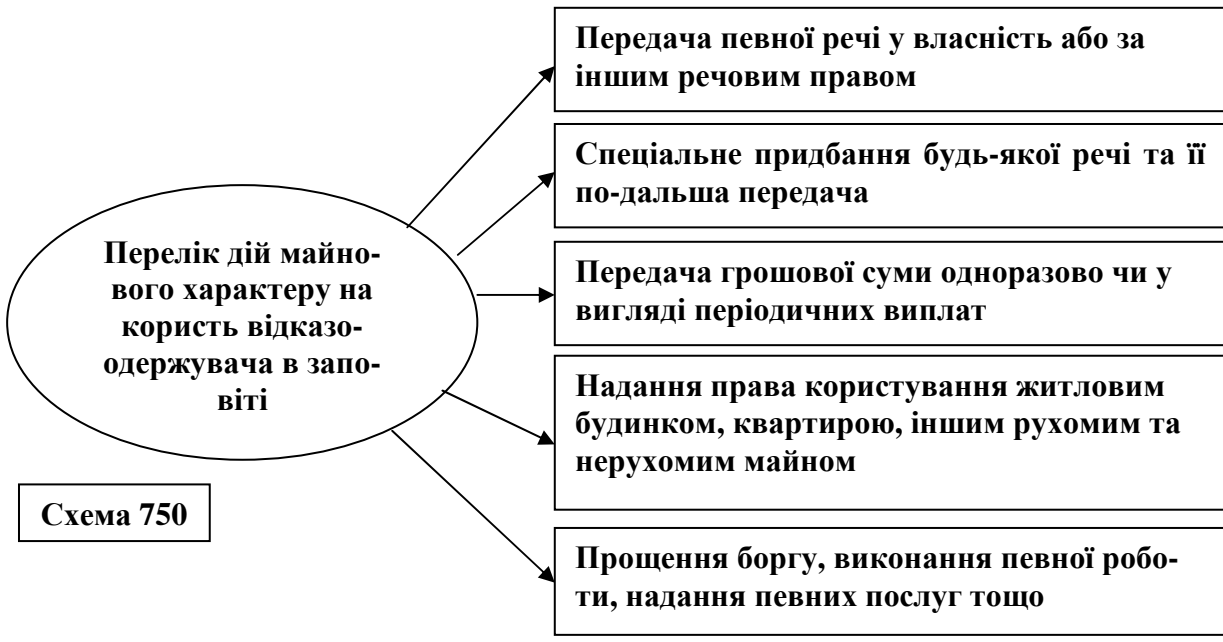 Перелік дій майно-
вого характеру на
користь відказо-
одержувача в запо-
віті
Передача певної речі у власність або за
іншим речовим правом
Спеціальне придбання будь-якої речі та її
по-дальша передача
Передача грошової суми одноразово чи у
вигляді періодичних виплат
Надання права користування житловим
будинком, квартирою, іншим рухомим та
нерухомим майном
Прощення боргу, виконання певної робо-
ти, надання певних послуг тощо
Схема 750